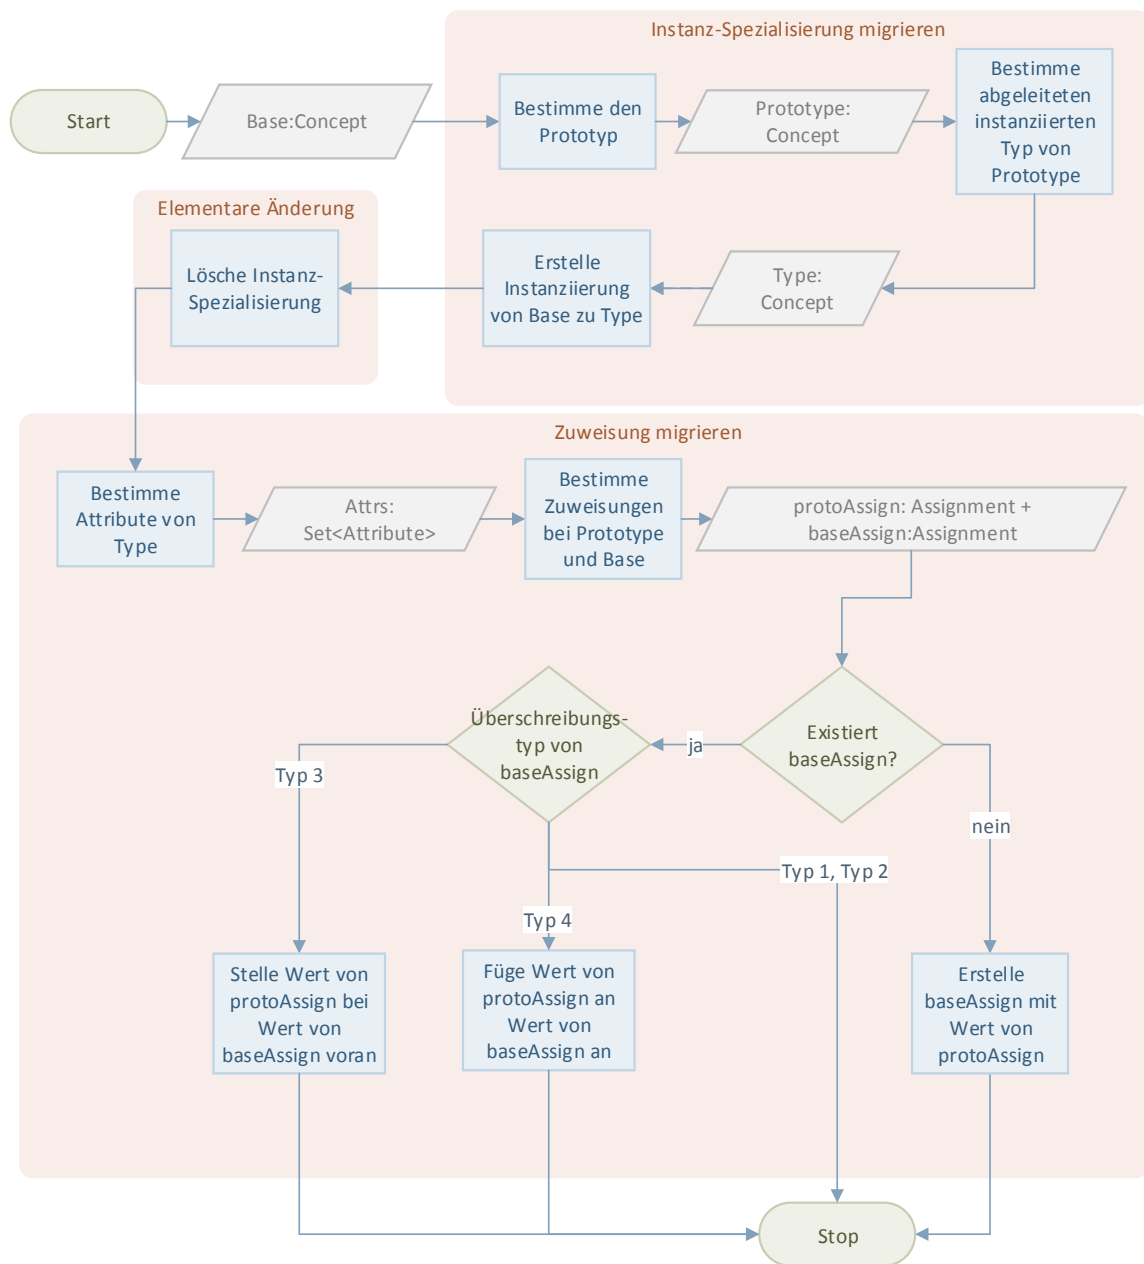 Instanz-Spezialisierung migrieren
Start
Base:Concept
Bestimme den
Prototyp
Prototype:
Concept
Bestimme
abgeleiteten
instanziierten
Typ von
Prototype
Elementare Änderung
Lösche Instanz-
Spezialisierung
Erstelle
Instanziierung
von Base zu Type
Type:
Concept
Zuweisung migrieren
Bestimme
Attribute von
Type
Attrs:
Set<Attribute>
Bestimme
Zuweisungen
bei Prototype
und Base
protoAssign: Assignment +
baseAssign:Assignment
Überschreibungs-
typ von
baseAssign
ja
Existiert
baseAssign?
Typ 3
nein
Typ 1, Typ 2
Typ 4
Stelle Wert von
protoAssign bei
Wert von
baseAssign voran
Füge Wert von
protoAssign an
Wert von
baseAssign an
Erstelle
baseAssign mit
Wert von
protoAssign
Stop